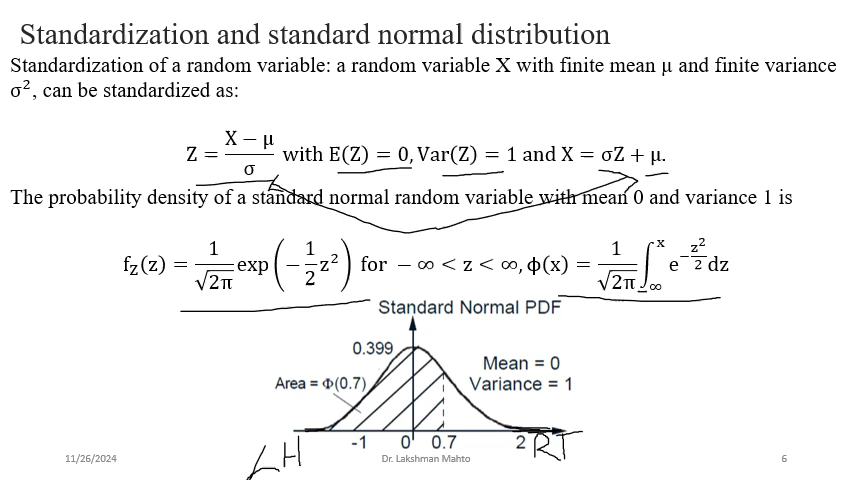 Standardization and standard normal distribution
Standardization of a random variable: a random variable X with finite mean μ and finite variance
σ², can be standardized as:
Z = (X − μ)/σ with E(Z) = 0, Var(Z) = 1 and X = σZ + μ.
The probability density of a standard normal random variable with mean 0 and variance 1 is
f_Z(z) = 1/√2π exp(−1/2 z²) for − ∞ < z < ∞, ϕ(x) = 1/√2π ∫_−∞^x e^(−z²/2) dz
Standard Normal PDF
0.399
Mean = 0
Area = Φ(0.7)
Variance = 1
-1 0 0.7 2
LH RT
11/26/2024 Dr. Lakshman Mahto 6